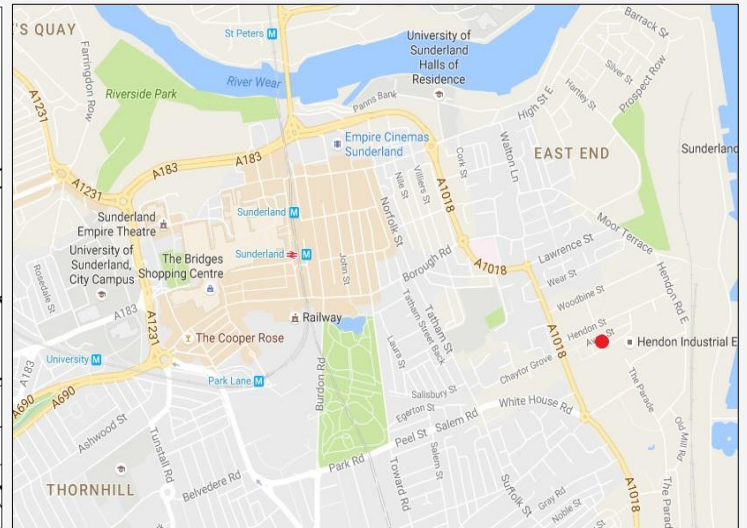 'S QUAY
Farringdon Row
A1231
Riverside Park
St Peters M
River Wear
University of
Sunderland
Halls of
Residence
Panns Bank
High St E
Barrack St
Silver St
Hartley St
Prospect Row
EAST END
Sunderland
Empire Cinemas
Sunderland
A183
A183
A1231
A1018
Cork St
Walton Ln
Nile St
Villiers St
Norfolk St
Sunderland
Empire Theatre
Sunderland M
University of
Sunderland,
City Campus
The Bridges
Shopping Centre
Sunderland M
John St
Borough Rd
A1018
Moor Terrace
Lawrence St
Wear St
Woodbine St
Hendon Rd E
Rosedale St
A183
A1231
The Cooper Rose
Railway
Tatham St
Tatham Street Back
Laura St
Hendon St
Hendon Industrial E
A1018
Chaytor Grove
University M
A183
A690
A690
Park Lane M
Burdon Rd
Salisbury St
Egerton St
White House Rd
The Parade
Old Mill Rd
Ashwood St
Tunstall Rd
Belvedere Rd
Park Rd
Peel St
Salem Rd
Salem St
Toward Rd
THORNHILL
Suffolk St
Gray Rd
Noble St
A1018
The Parad